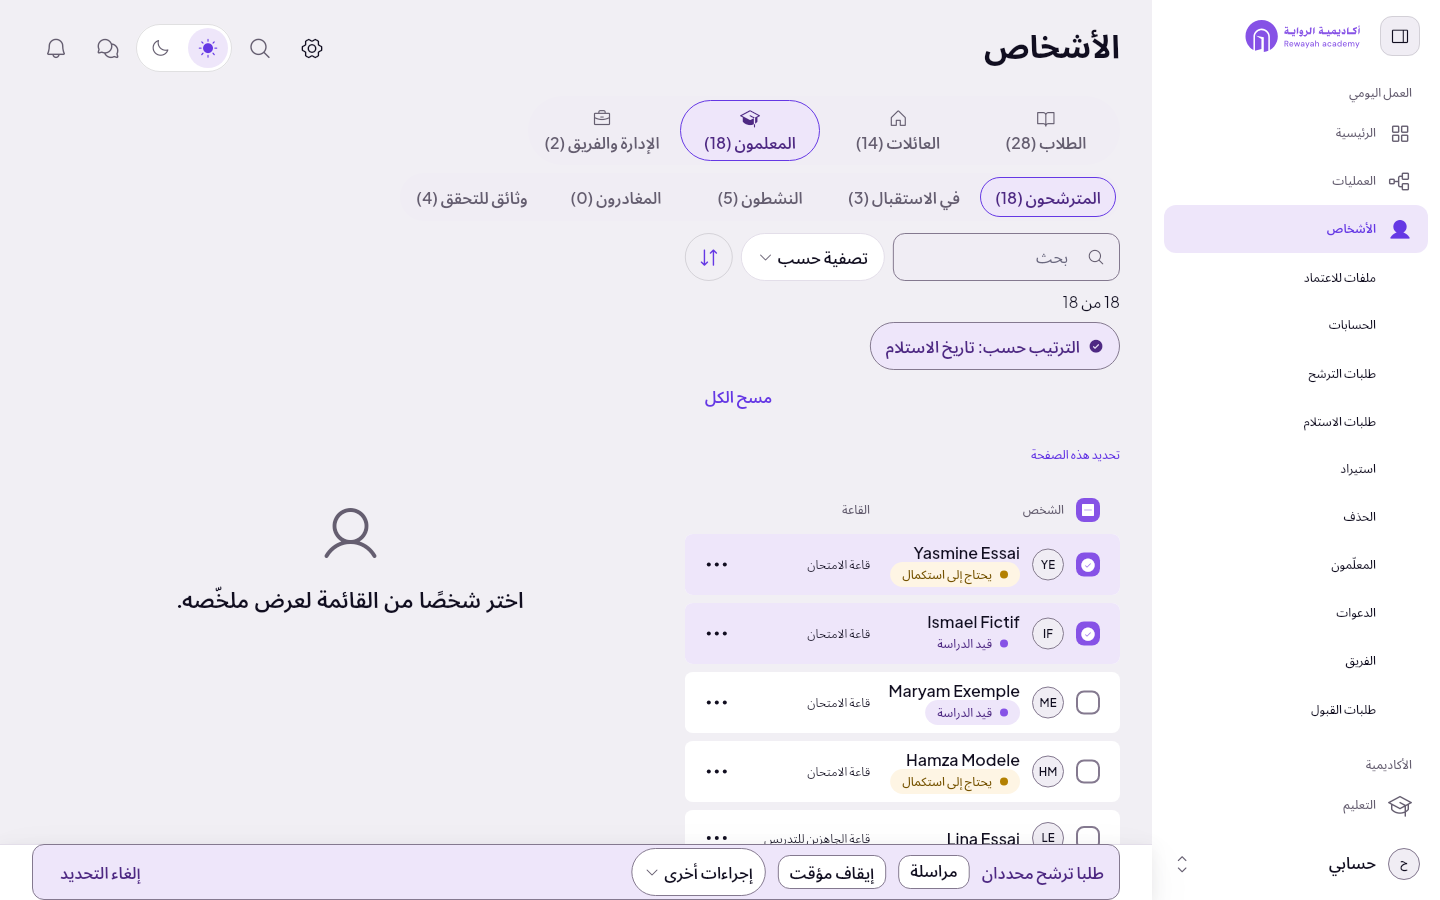 أكاديمية الرواية
Rewayah academy
العمل اليومي
الرئيسية
العمليات
الأشخاص
ملفات للاعتماد
الحسابات
طلبات الترشح
طلبات الاستلام
استيراد
الحذف
المعلّمون
الدعوات
الفريق
طلبات القبول
الأكاديمية
التعليم
ح
حسابي
الأشخاص
الطلاب (28)
العائلات (14)
المعلمون (18)
الإدارة والفريق (2)
المترشحون (18)
في الاستقبال (3)
النشطون (5)
المغادرون (0)
وثائق للتحقق (4)
بحث
تصفية حسب
18 من 18
الترتيب حسب: تاريخ الاستلام
مسح الكل
تحديد هذه الصفحة
الشخص
القاعة
YE
Yasmine Essai
يحتاج إلى استكمال
قاعة الامتحان
IF
Ismael Fictif
قيد الدراسة
قاعة الامتحان
ME
Maryam Exemple
قيد الدراسة
قاعة الامتحان
HM
Hamza Modele
يحتاج إلى استكمال
قاعة الامتحان
LE
Lina Essai
قاعة الجاهزين للتدريس
اختر شخصًا من القائمة لعرض ملخّصه.
طلبا ترشح محددان
مراسلة
إيقاف مؤقت
إجراءات أخرى
إلغاء التحديد